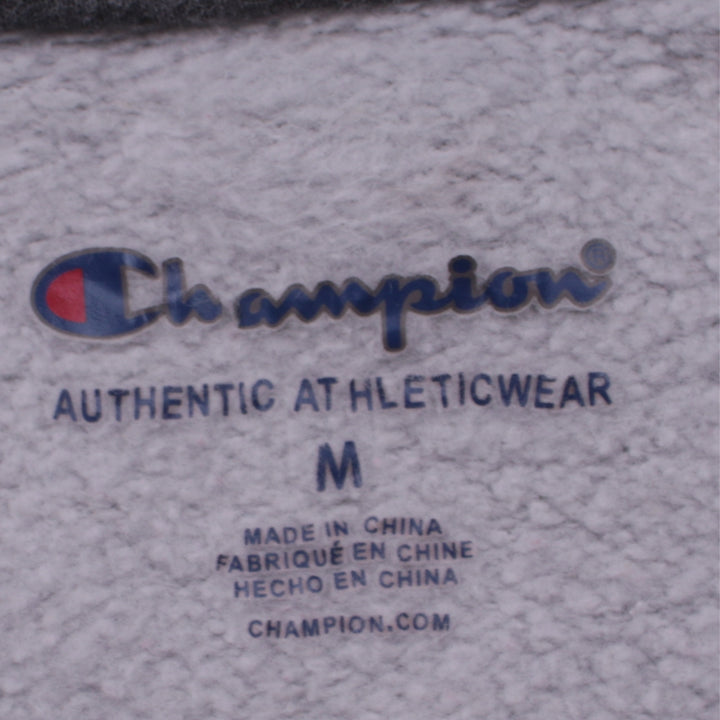 Champion®
AUTHENTIC ATHLETICWEAR
M
MADE IN CHINA
FABRIQUÉ EN CHINE
HECHO EN CHINA
CHAMPION.COM